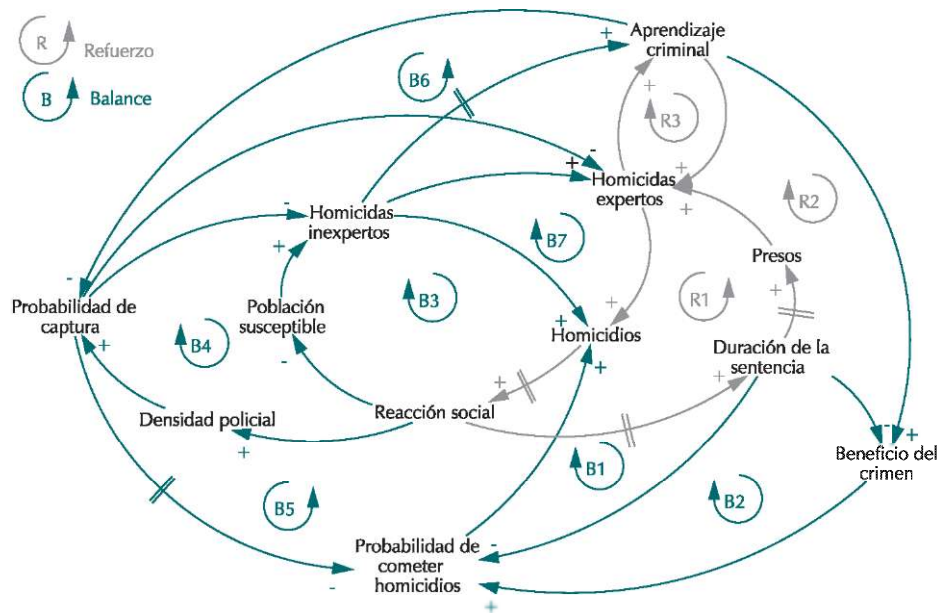 R
Refuerzo
B
Balance
Aprendizaje
criminal
+
B6
+
R3
-
+
+
Homicidas
expertos
+
+
R2
-
Homicidas
inexpertos
+
B7
Presos
-
Probabilidad de
captura
Población
susceptible
B3
R1
+
+
B4
-
+
Homicidios
+
Duración de la
sentencia
+
+
Densidad policial
+
Reacción social
-
+
Beneficio del
crimen
B1
B5
B2
Probabilidad de
cometer
homicidios
-
-
+